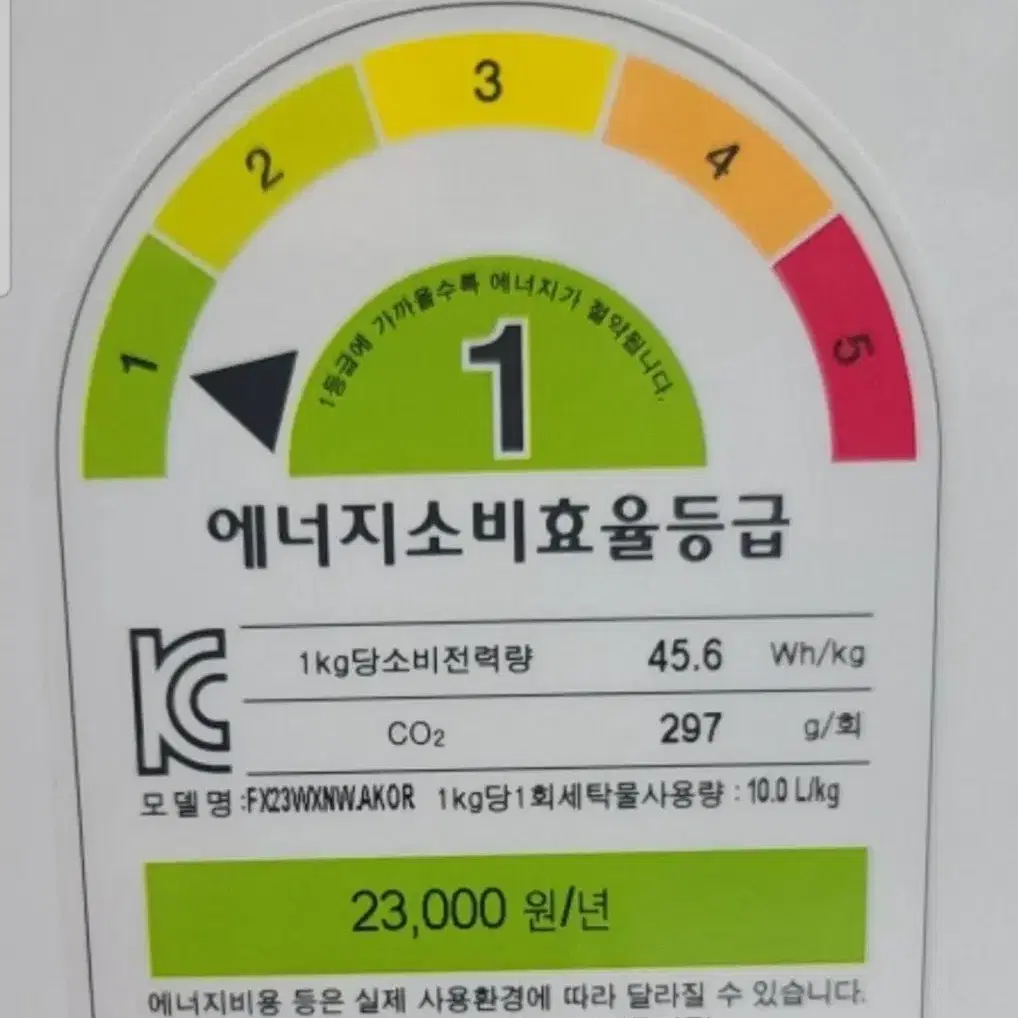 3
2
4
1
5
1등급에 가까울수록 에너지가 절약됩니다.
1
에너지소비효율등급
KC
1kg당소비전력량 45.6 Wh/kg
CO₂ 297 g/회
모델명:FX23WXNW.AKOR 1kg당1회세탁물사용량 : 10.0 L/kg
23,000 원/년
에너지비용 등은 실제 사용환경에 따라 달라질 수 있습니다.